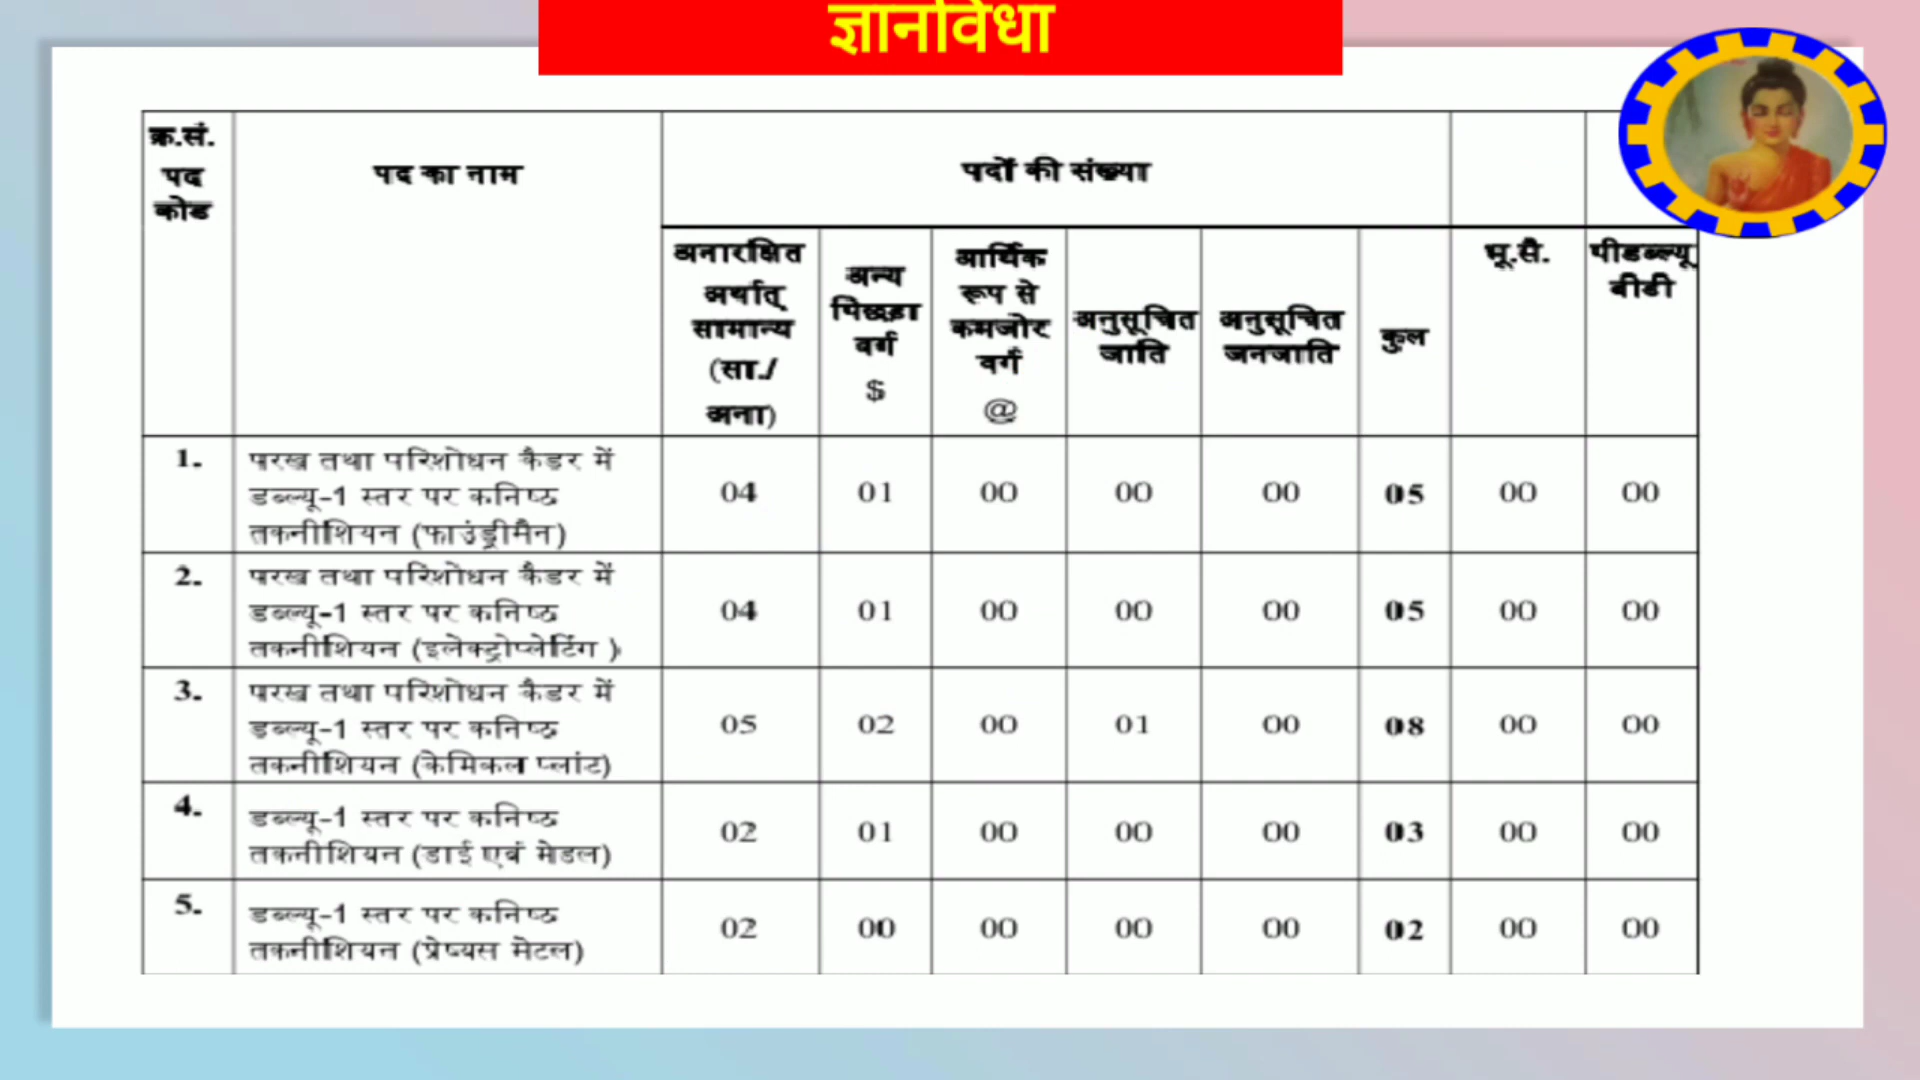 ज्ञानविधा
क्र.सं.
पद
कोड
पद का नाम
पदों की संख्या
अनारक्षित
अर्थात्
सामान्य
(सा./
अना)
अन्य
पिछड़ा
वर्ग
$
आर्थिक
रूप से
कमजोर
वर्ग
@
अनुसूचित
जाति
अनुसूचित
जनजाति
कुल
भू.सै.
पीडब्ल्यू
बीडी
1.
परख तथा परिशोधन कैडर में
डब्ल्यू-1 स्तर पर कनिष्ठ
तकनीशियन (फाउंड्रीमैन)
04 01 00 00 00 05 00 00
2.
परख तथा परिशोधन कैडर में
डब्ल्यू-1 स्तर पर कनिष्ठ
तकनीशियन (इलेक्ट्रोप्लेटिंग )
04 01 00 00 00 05 00 00
3.
परख तथा परिशोधन कैडर में
डब्ल्यू-1 स्तर पर कनिष्ठ
तकनीशियन (केमिकल प्लांट)
05 02 00 01 00 08 00 00
4.
डब्ल्यू-1 स्तर पर कनिष्ठ
तकनीशियन (डाई एवं मेडल)
02 01 00 00 00 03 00 00
5.
डब्ल्यू-1 स्तर पर कनिष्ठ
तकनीशियन (प्रेष्यस मेटल)
02 00 00 00 00 02 00 00